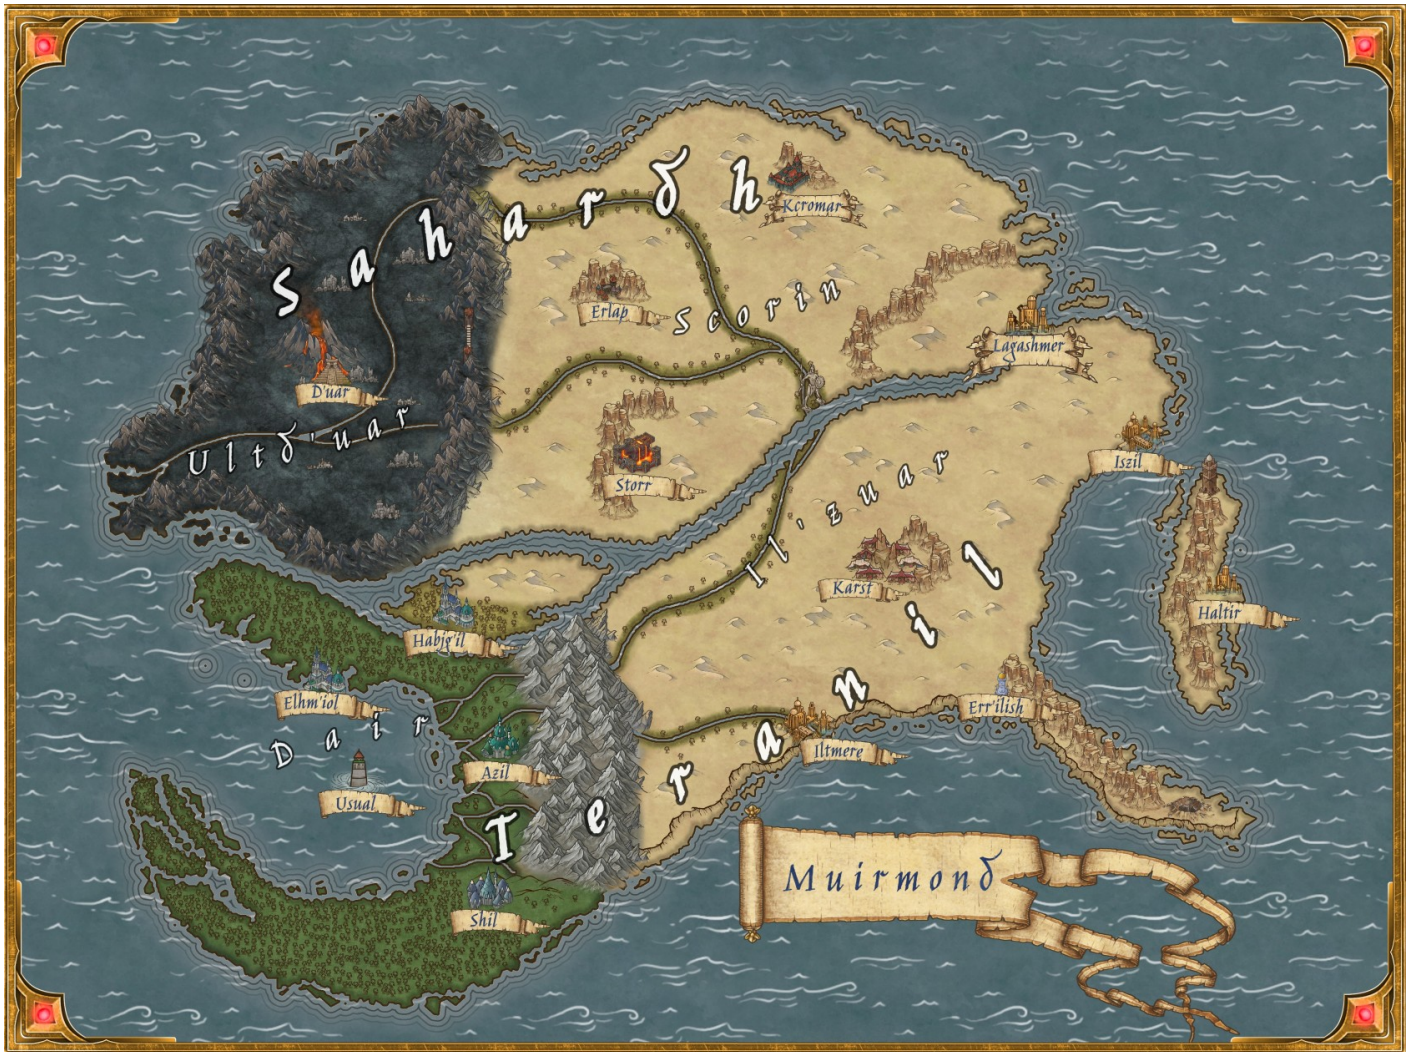 Sahardh
Kcromar
Erlap
Scorin
Lagashmer
D'uar
Ultd'uar
Storr
Iszil
Il'zuar
Karst
Haltir
Habjg'il
Elhm'iol
Err'ilish
Dair
Iltmere
Azil
Usual
Teranil
Muirmond
Shil